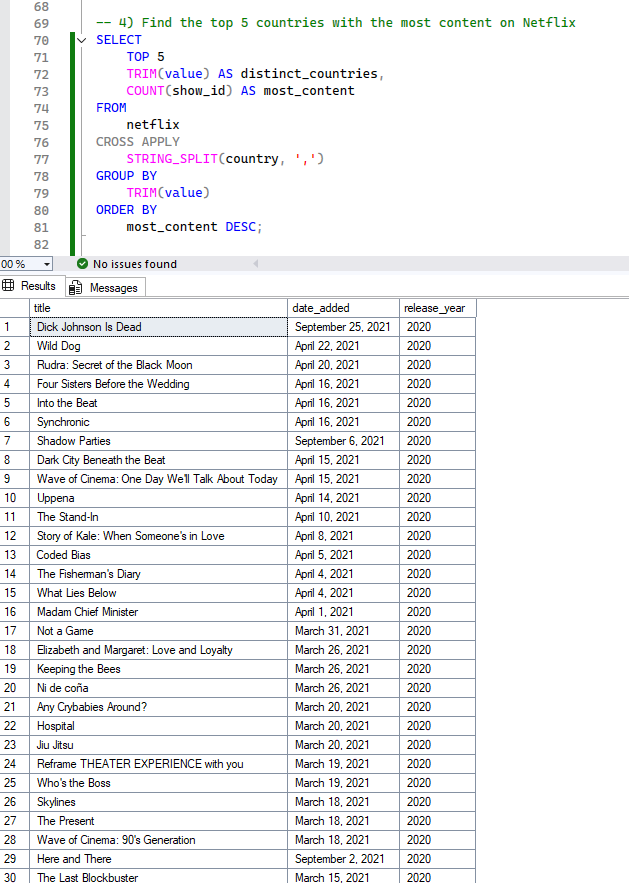 68
69 -- 4) Find the top 5 countries with the most content on Netflix
70 SELECT
71 TOP 5
72 TRIM(value) AS distinct_countries,
73 COUNT(show_id) AS most_content
74 FROM
75 netflix
76 CROSS APPLY
77 STRING_SPLIT(country, ',')
78 GROUP BY
79 TRIM(value)
80 ORDER BY
81 most_content DESC;
82
00 % No issues found
Results Messages
title date_added release_year
1 Dick Johnson Is Dead September 25, 2021 2020
2 Wild Dog April 22, 2021 2020
3 Rudra: Secret of the Black Moon April 20, 2021 2020
4 Four Sisters Before the Wedding April 16, 2021 2020
5 Into the Beat April 16, 2021 2020
6 Synchronic April 16, 2021 2020
7 Shadow Parties September 6, 2021 2020
8 Dark City Beneath the Beat April 15, 2021 2020
9 Wave of Cinema: One Day We'll Talk About Today April 15, 2021 2020
10 Uppena April 14, 2021 2020
11 The Stand-In April 10, 2021 2020
12 Story of Kale: When Someone's in Love April 8, 2021 2020
13 Coded Bias April 5, 2021 2020
14 The Fisherman's Diary April 4, 2021 2020
15 What Lies Below April 4, 2021 2020
16 Madam Chief Minister April 1, 2021 2020
17 Not a Game March 31, 2021 2020
18 Elizabeth and Margaret: Love and Loyalty March 26, 2021 2020
19 Keeping the Bees March 26, 2021 2020
20 Ni de coña March 26, 2021 2020
21 Any Crybabies Around? March 20, 2021 2020
22 Hospital March 20, 2021 2020
23 Jiu Jitsu March 20, 2021 2020
24 Reframe THEATER EXPERIENCE with you March 19, 2021 2020
25 Who's the Boss March 19, 2021 2020
26 Skylines March 18, 2021 2020
27 The Present March 18, 2021 2020
28 Wave of Cinema: 90's Generation March 18, 2021 2020
29 Here and There September 2, 2021 2020
30 The Last Blockbuster March 15, 2021 2020